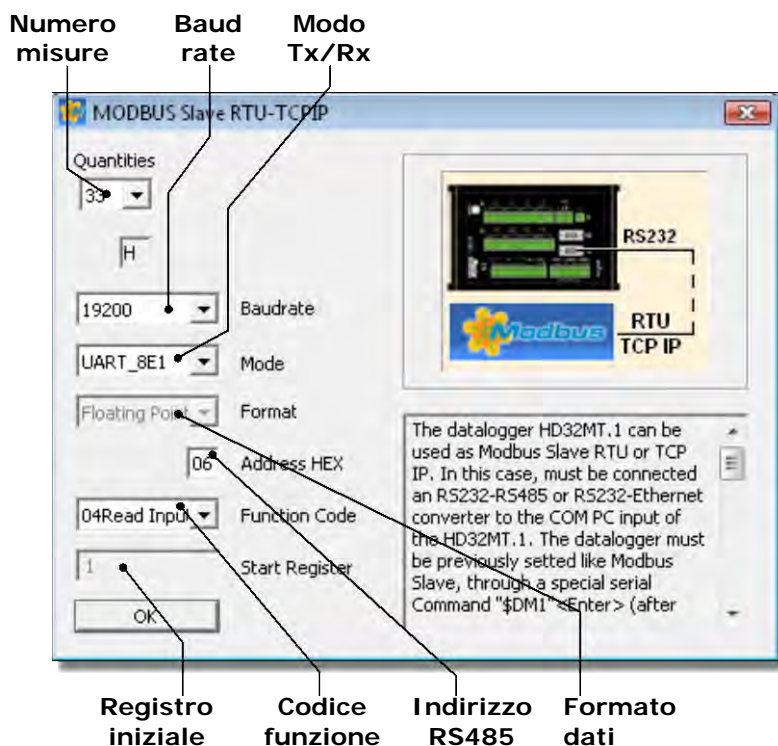 Numero Baud Modo
misure rate Tx/Rx
MODBUS Slave RTU-TCPIP
Quantities
33
H
19200 Baudrate
UART_8E1 Mode
Floating Point Format
06 Address HEX
04Read Input Function Code
1 Start Register
OK
RS232
Modbus
RTU
TCP IP
The datalogger HD32MT.1 can be
used as Modbus Slave RTU or TCP
IP. In this case, must be connected
an RS232-RS485 or RS232-Ethernet
converter to the COM PC input of
the HD32MT.1. The datalogger must
be previously setted like Modbus
Slave, through a special serial
Command "$DM1"<Enter> (after
Registro Codice Indirizzo Formato
iniziale funzione RS485 dati